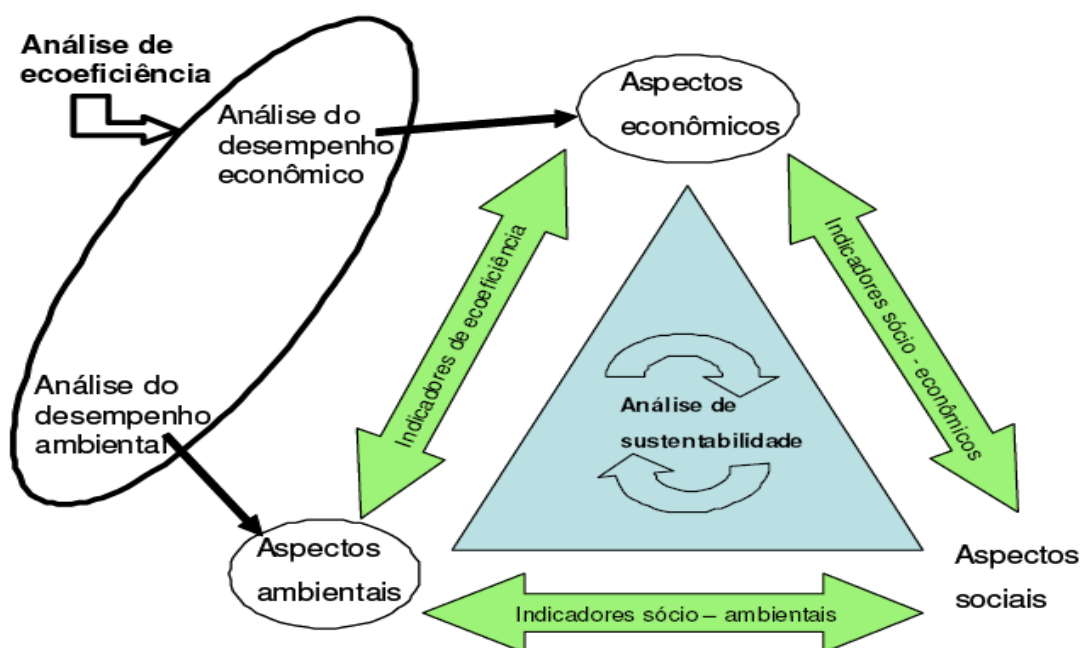 Análise de
ecoeficiência
Análise do
desempenho
econômico
Aspectos
econômicos
Indicadores de ecoeficiência
Indicadores sócio - econômicos
Análise de
sustentabilidade
Análise do
desempenho
ambiental
Aspectos
ambientais
Indicadores sócio – ambientais
Aspectos
sociais